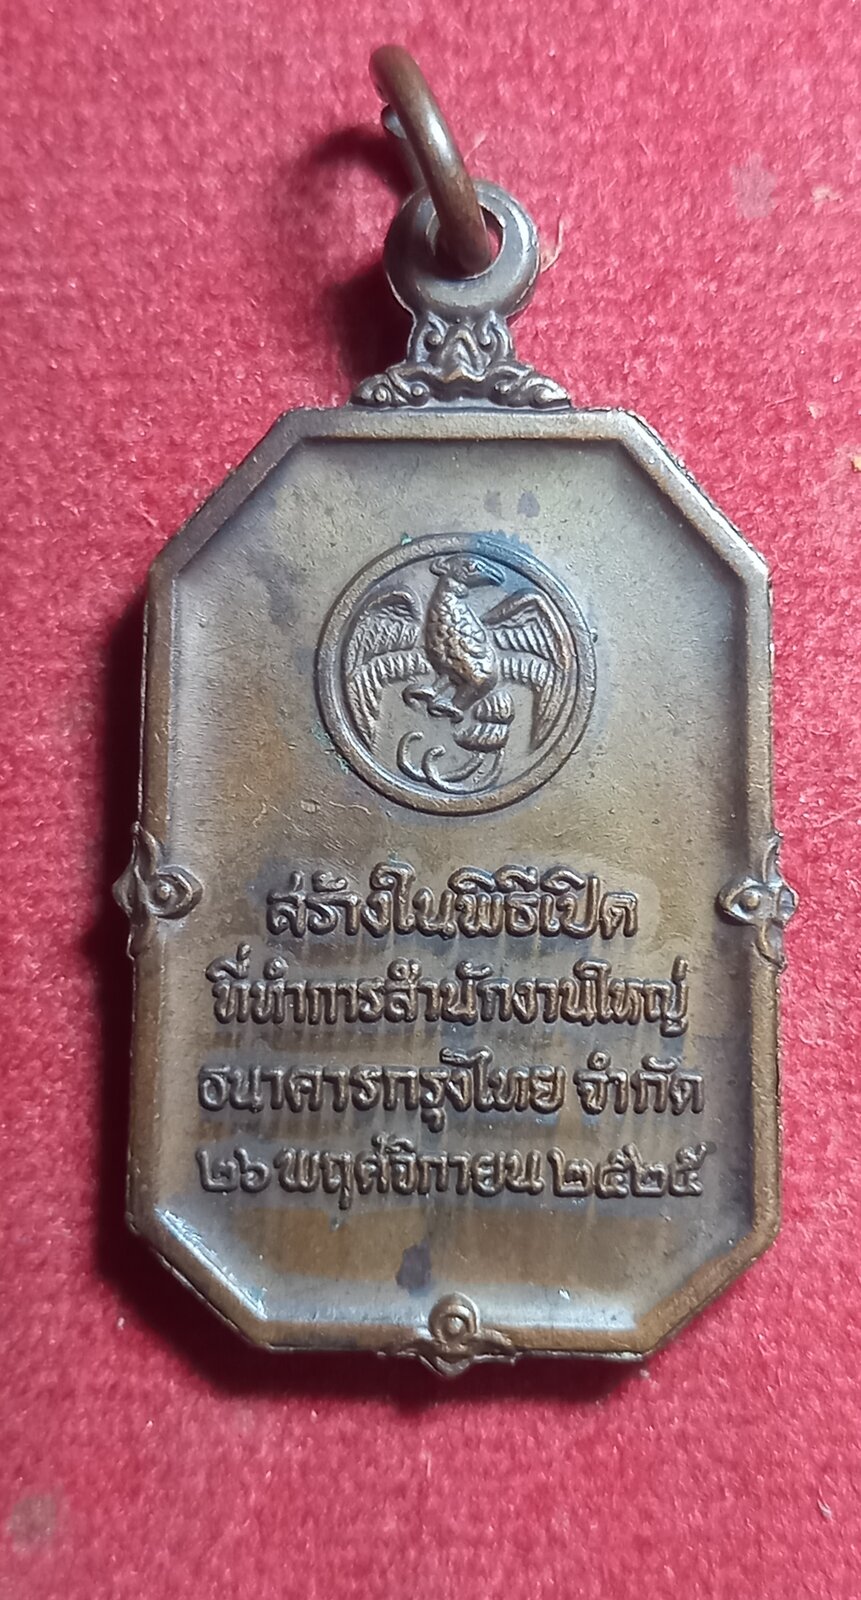 สร้างในพิธีเปิด
ที่ทำการสำนักงานใหญ่
ธนาคารกรุงไทย จำกัด
๒๖ พฤศจิกายน ๒๕๒๕